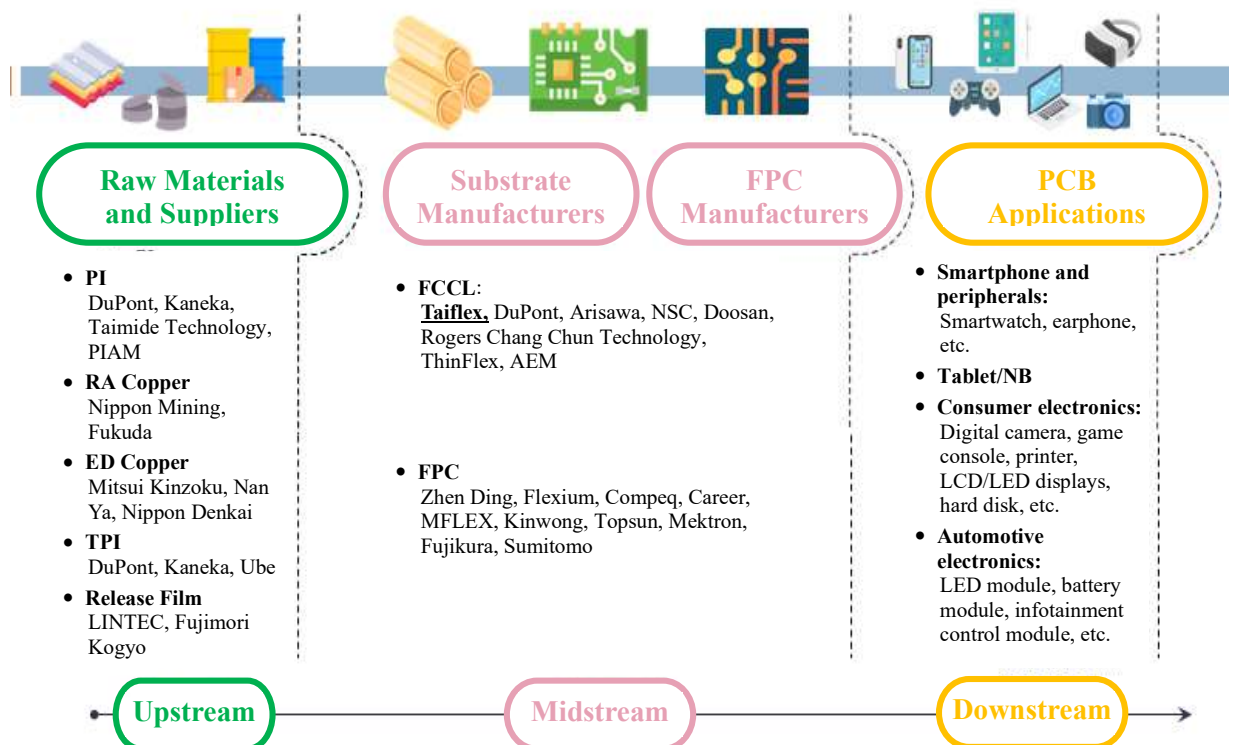 Raw Materials
and Suppliers
Substrate
Manufacturers
FPC
Manufacturers
PCB
Applications
• PI
DuPont, Kaneka,
Taimide Technology,
PIAM
• RA Copper
Nippon Mining,
Fukuda
• ED Copper
Mitsui Kinzoku, Nan
Ya, Nippon Denkai
• TPI
DuPont, Kaneka, Ube
• Release Film
LINTEC, Fujimori
Kogyo
• FCCL:
Taiflex, DuPont, Arisawa, NSC, Doosan,
Rogers Chang Chun Technology,
ThinFlex, AEM
• FPC
Zhen Ding, Flexium, Compeq, Career,
MFLEX, Kinwong, Topsun, Mektron,
Fujikura, Sumitomo
• Smartphone and
peripherals:
Smartwatch, earphone,
etc.
• Tablet/NB
• Consumer electronics:
Digital camera, game
console, printer,
LCD/LED displays,
hard disk, etc.
• Automotive
electronics:
LED module, battery
module, infotainment
control module, etc.
Upstream
Midstream
Downstream